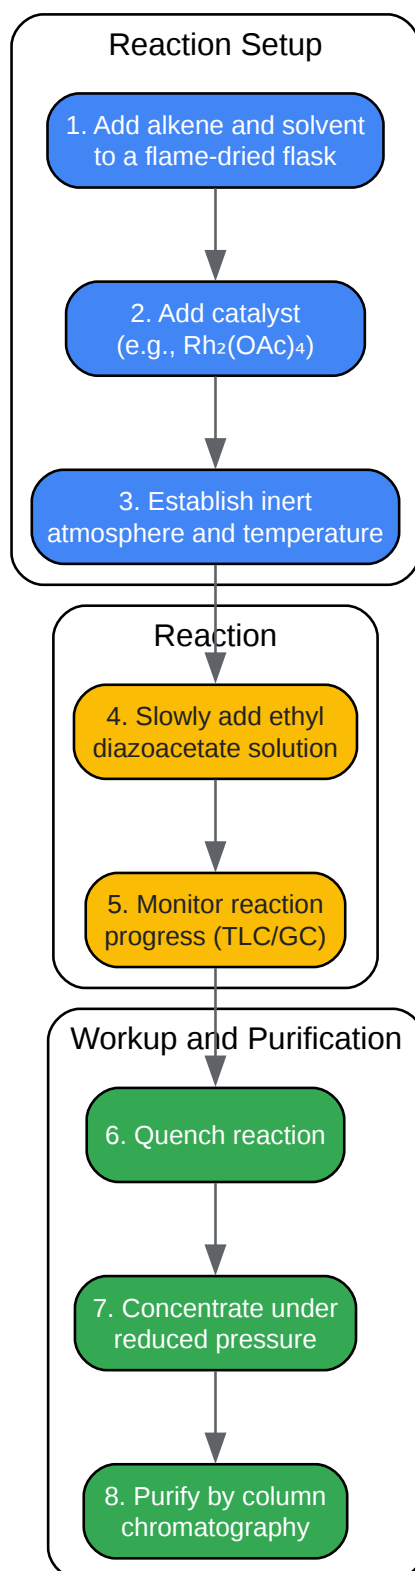 Reaction Setup
1. Add alkene and solvent
to a flame-dried flask
2. Add catalyst
(e.g., Rh₂(OAc)₄)
3. Establish inert
atmosphere and temperature
Reaction
4. Slowly add ethyl
diazoacetate solution
5. Monitor reaction
progress (TLC/GC)
Workup and Purification
6. Quench reaction
7. Concentrate under
reduced pressure
8. Purify by column
chromatography